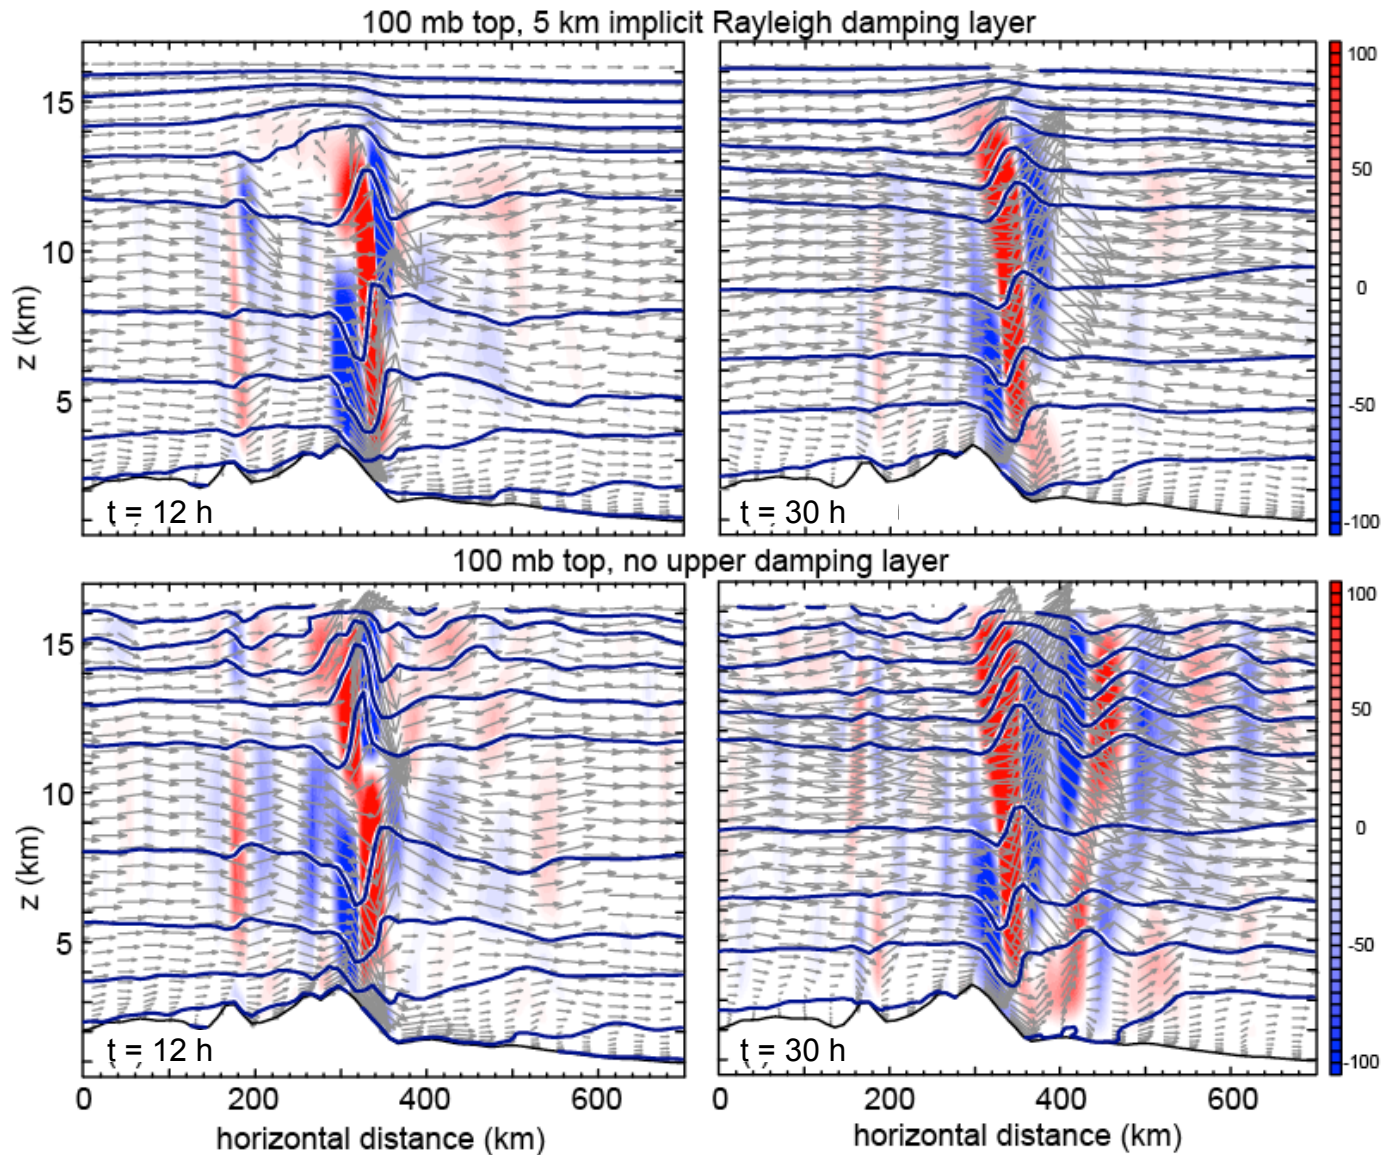 100 mb top, 5 km implicit Rayleigh damping layer
15
10
5
z (km)
t = 12 h
t = 30 h
100
50
0
-50
-100
100 mb top, no upper damping layer
15
10
5
z (km)
t = 12 h
t = 30 h
100
50
0
-50
-100
0 200 400 600
0 200 400 600
horizontal distance (km)
horizontal distance (km)